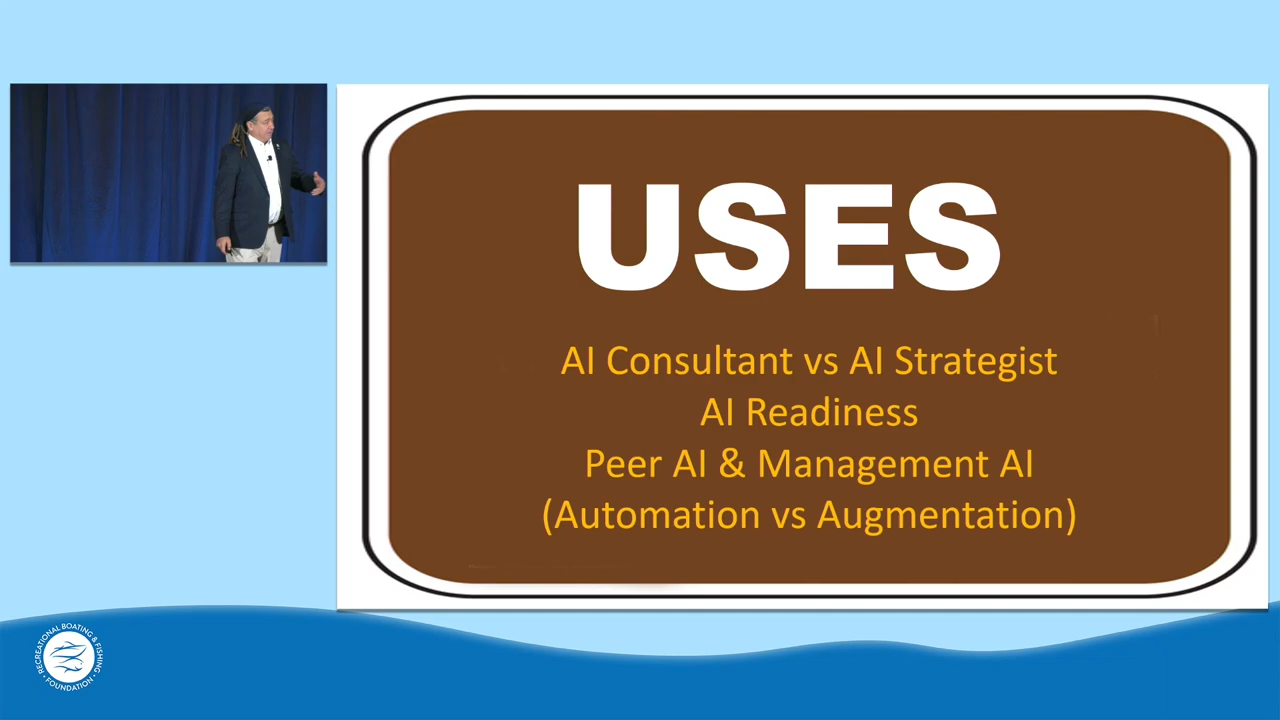 USES
AI Consultant vs AI Strategist
AI Readiness
Peer AI & Management AI
(Automation vs Augmentation)
RECREATIONAL BOATING & FISHING
• FOUNDATION •